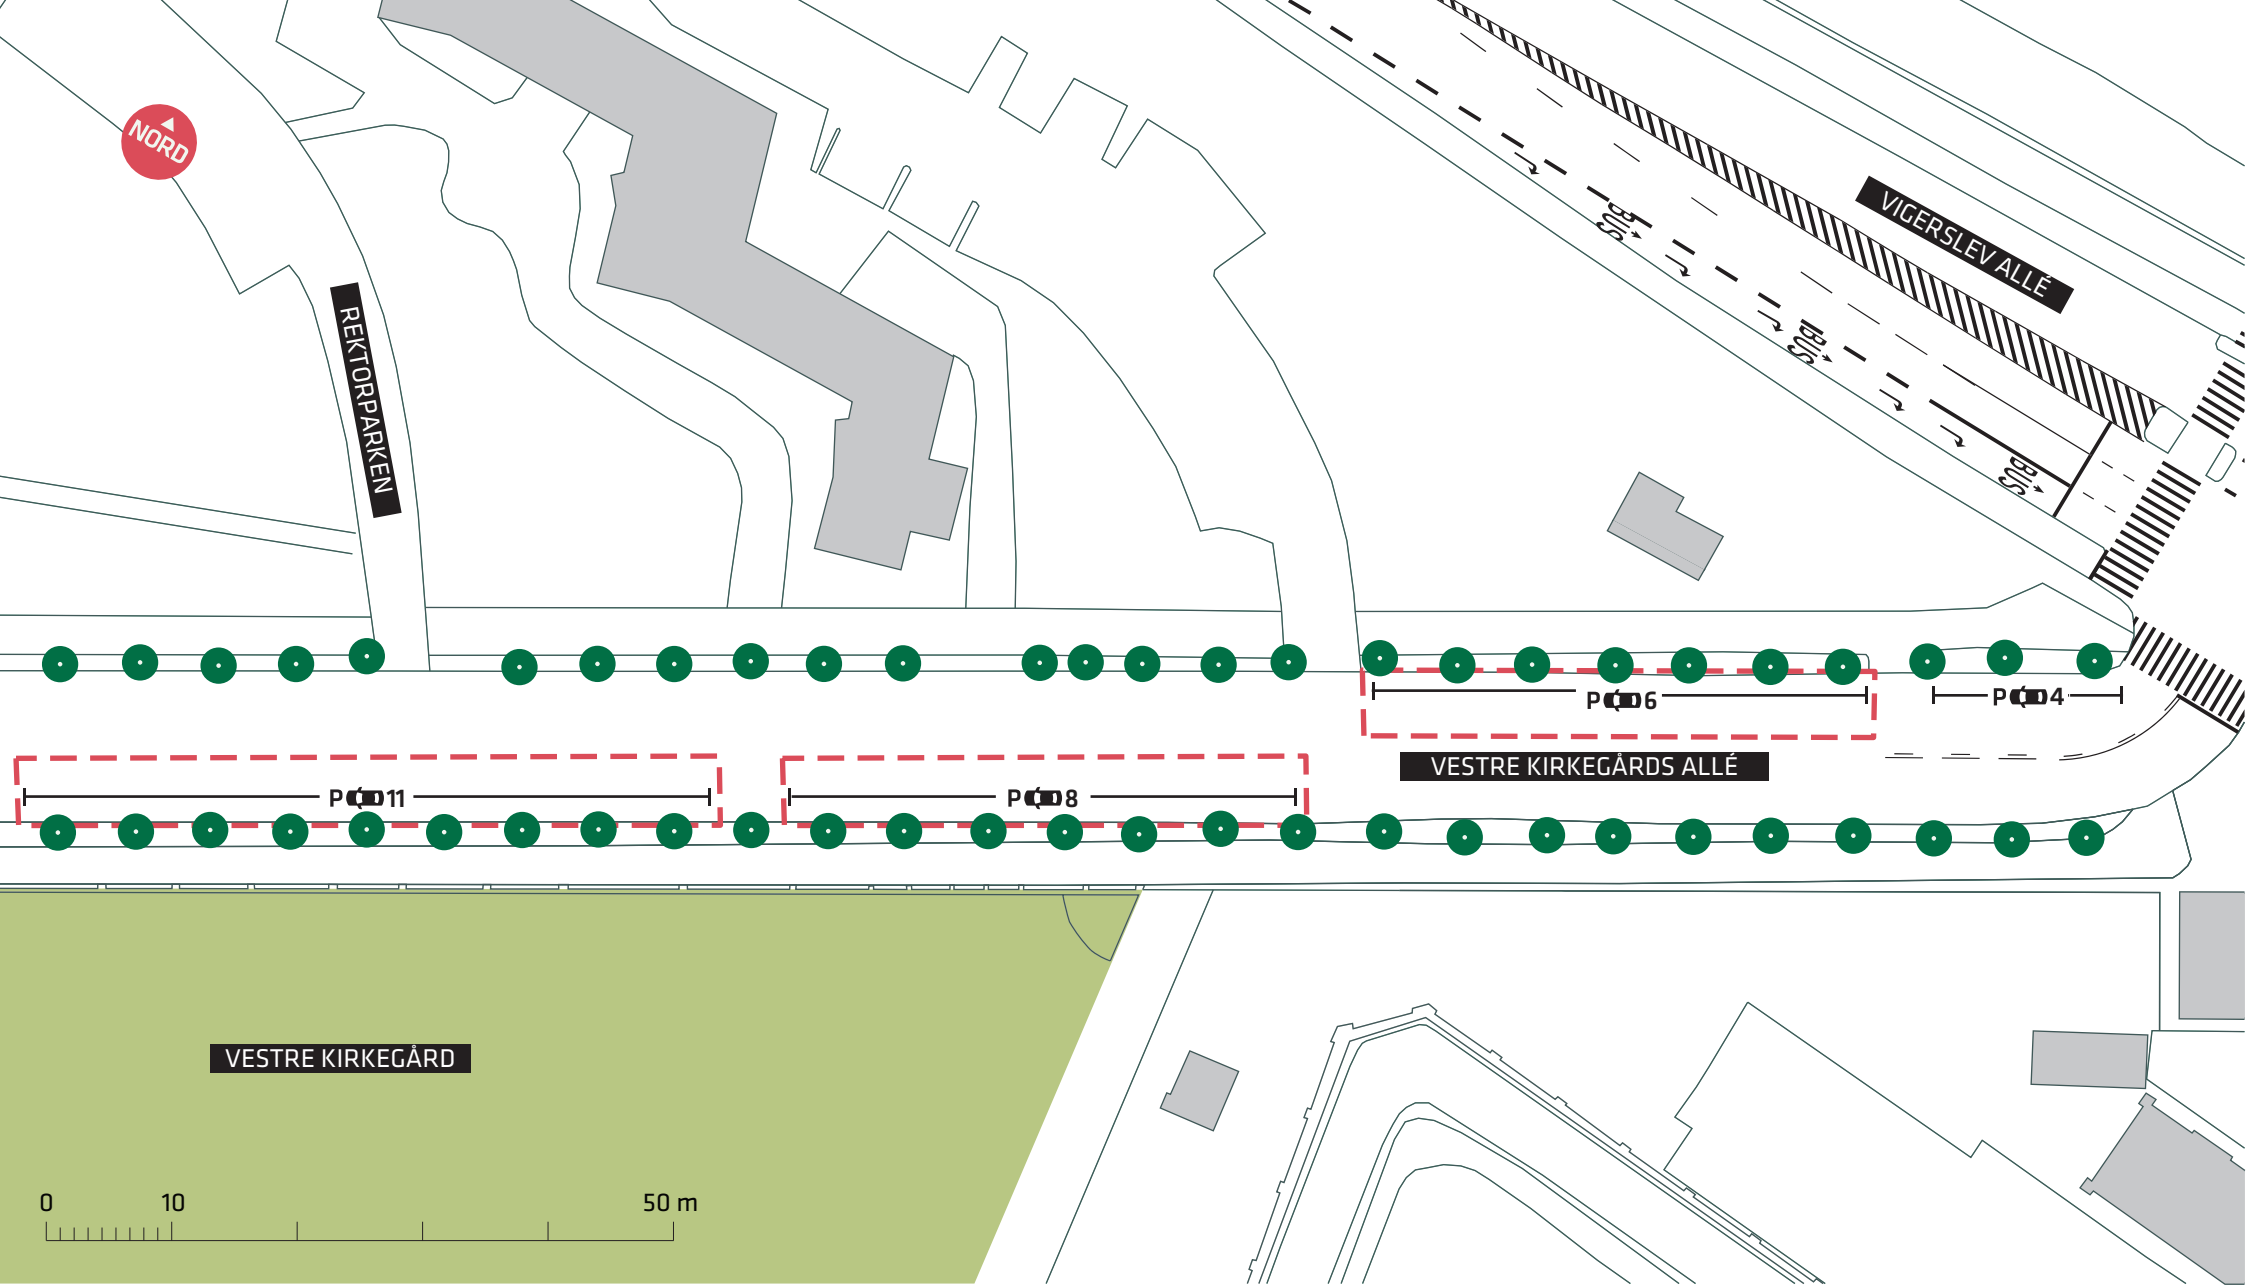 NORD
VIGERSLEV ALLÉ
BUS
BUS
BUS
REKTORPARKEN
P 6
P 4
VESTRE KIRKEGÅRDS ALLÉ
P 11
P 8
VESTRE KIRKEGÅRD
0 10 50 m